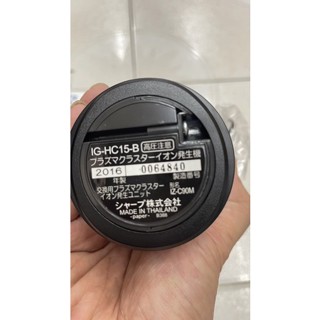 IG-HC15-B 高圧注意
プラズマクラスターイオン発生機
2016 年製 0064840 製造番号
交換用プラズマクラスター 形名
イオン発生ユニット IZ-C90M
シャープ株式会社
MADE IN THAILAND
-paper- B388